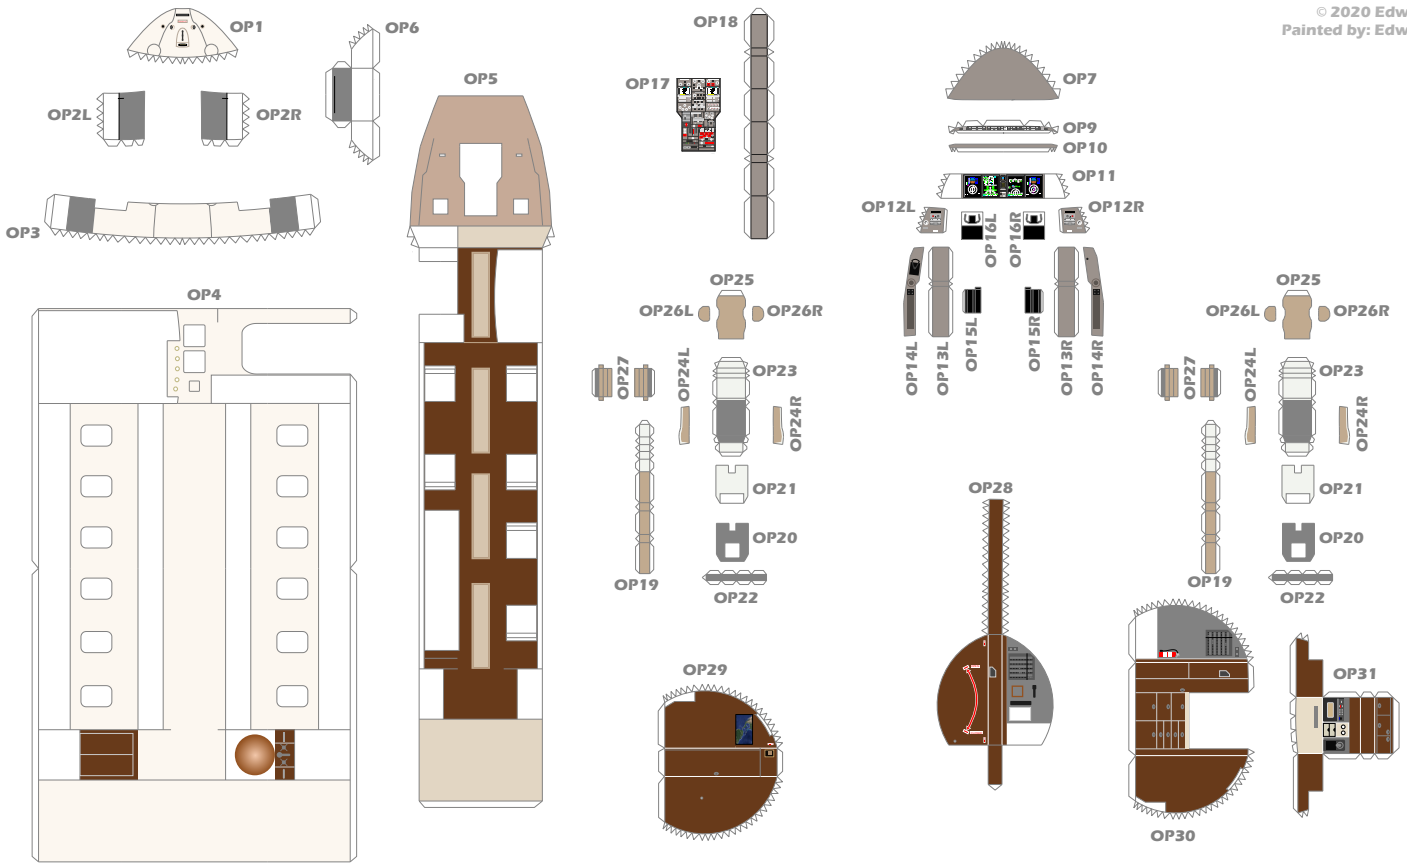 © 2020 Edw
Painted by: Edw
OP1
OP6
OP18
OP5
OP17
OP7
OP2L
OP2R
OP9
OP10
OP11
OP12L
OP12R
OP16L
OP16R
OP3
OP4
OP25
OP26L
OP26R
OP14L
OP13L
OP15L
OP15R
OP13R
OP14R
OP25
OP26L
OP26R
OP27
OP24L
OP23
OP24R
OP27
OP24L
OP23
OP24R
OP21
OP28
OP21
OP20
OP20
OP19
OP22
OP19
OP22
OP29
OP31
OP30